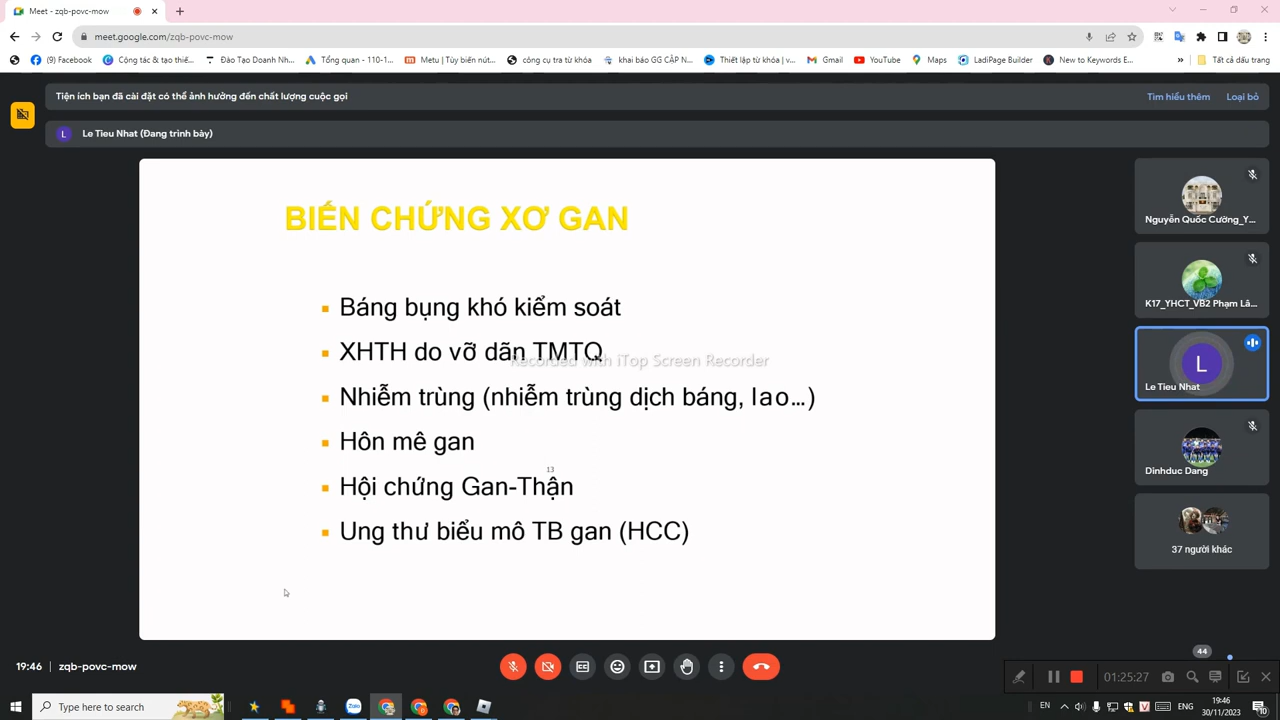 Meet - zqb-povc-mow
meet.google.com/zqb-povc-mow
(9) Facebook
Công tác & tạo thiế...
Đào Tạo Doanh Nh...
Tổng quan - 110-1...
Metu | Tùy biến nút...
công cụ tra từ khóa
khai báo GG CẬP N...
Thiết lập từ khóa | v...
Gmail
YouTube
Maps
LadiPage Builder
New to Keywords E...
»
Tất cả dấu trang
Tiện ích bạn đã cài đặt có thể ảnh hưởng đến chất lượng cuộc gọi
Tìm hiểu thêm
Loại bỏ
L
Le Tieu Nhat (Đang trình bày)
BIẾN CHỨNG XƠ GAN
Báng bụng khó kiểm soát
XHTH do vỡ dãn TMTQ
Recorded with iTop Screen Recorder
Nhiễm trùng (nhiễm trùng dịch báng, lao...)
Hôn mê gan
13
Hội chứng Gan-Thận
Ung thư biểu mô TB gan (HCC)
Nguyễn Quốc Cường_Y...
K17_YHCT_VB2 Phạm Lã...
L
Le Tieu Nhat
Dinhduc Dang
37 người khác
19:46 | zqb-povc-mow
44
01:25:27
Type here to search
Zalo
EN
V
19:46
30/11/2023
10